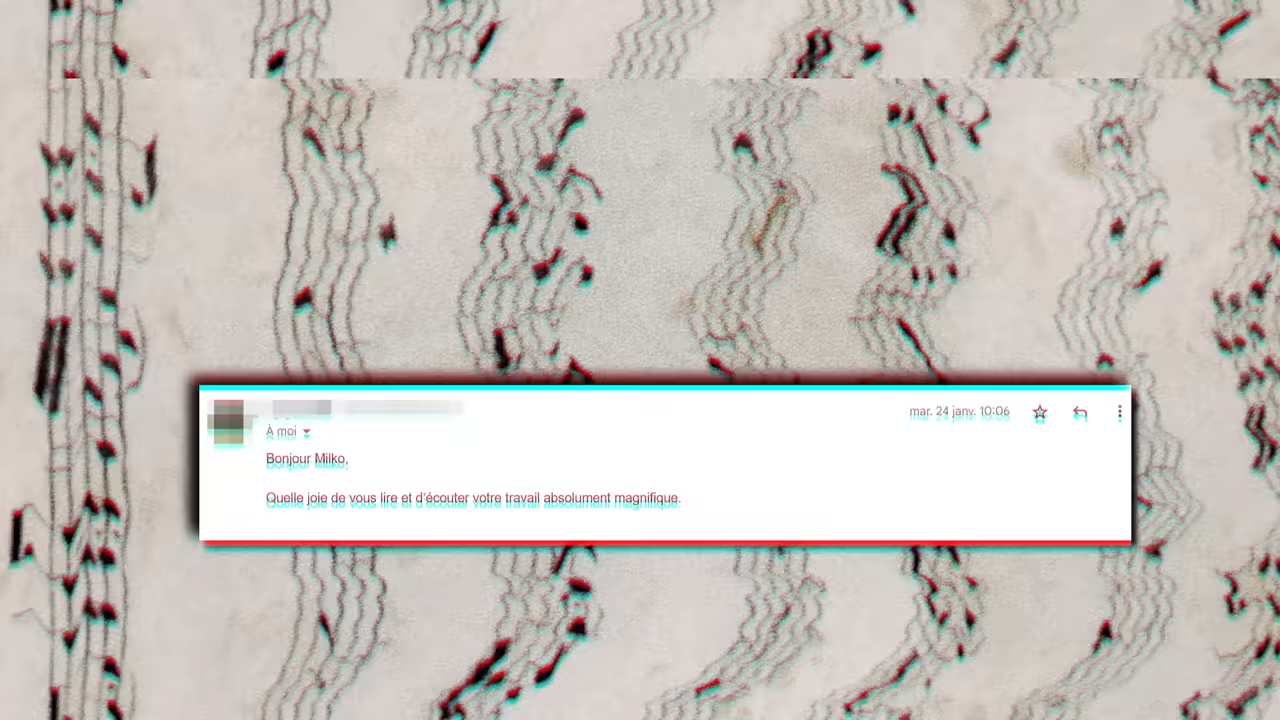 mar. 24 janv. 10:06
À moi
Bonjour Milko,
Quelle joie de vous lire et d'écouter votre travail absolument magnifique.